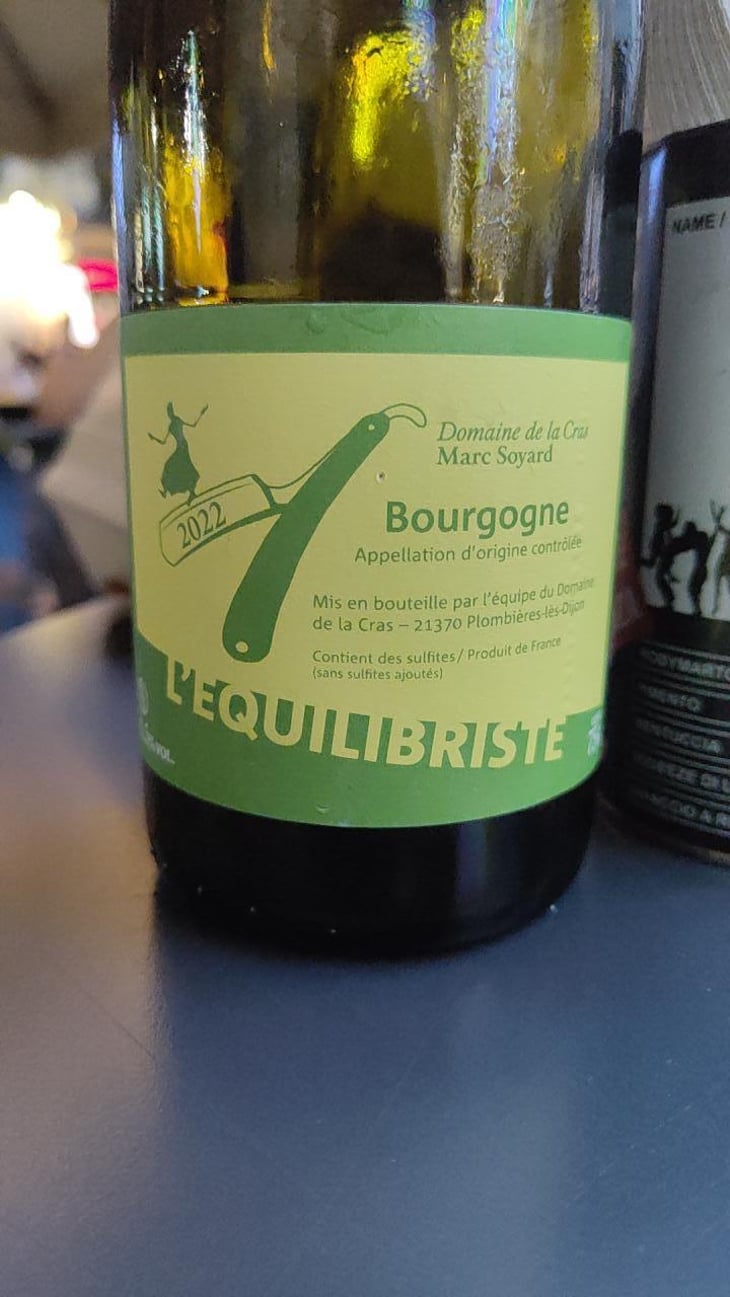 Domaine de la Cras
Marc Soyard
2022
Bourgogne
Appellation d'origine contrôlée
Mis en bouteille par l'équipe du Domaine
de la Cras – 21370 Plombières-lès-Dijon
Contient des sulfites / Produit de France
(sans sulfites ajoutés)
L'EQUILIBRISTE
VOL.
NAME /